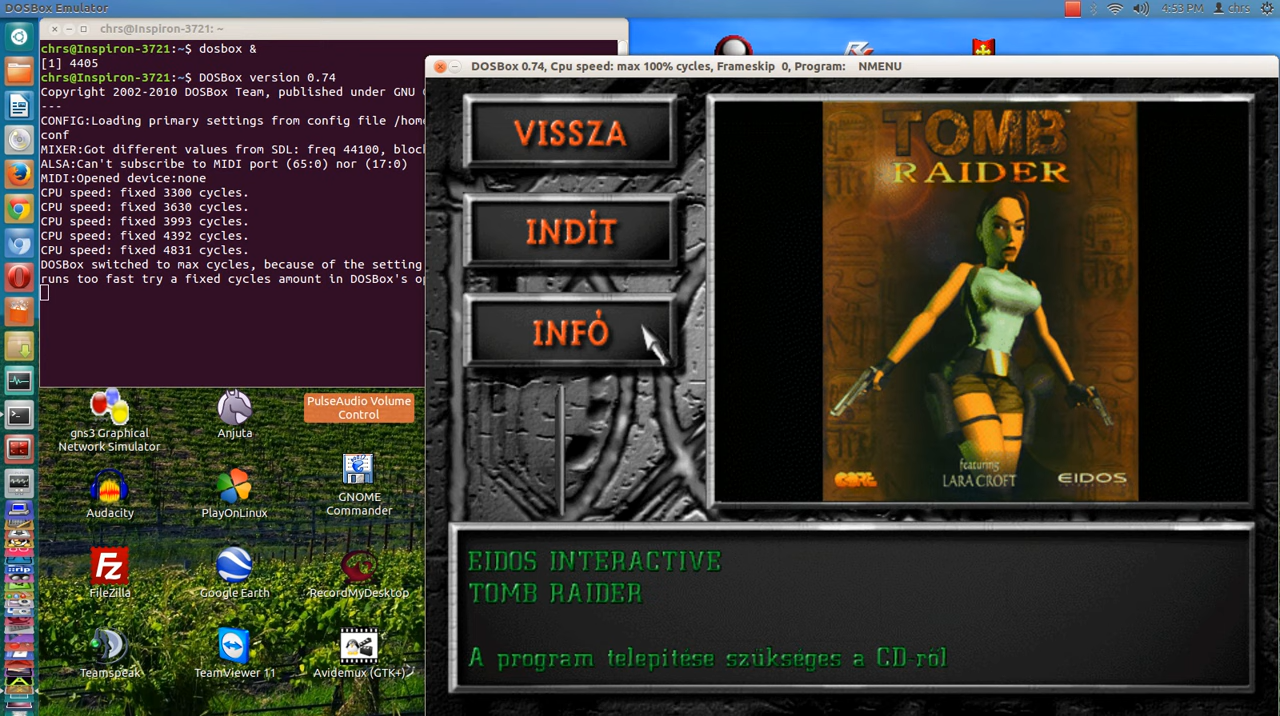 DOSBox Emulator
4:53 PM
chrs
chrs@Inspiron-3721: ~
chrs@Inspiron-3721:~$ dosbox &
[1] 4405
chrs@Inspiron-3721:~$ DOSBox version 0.74
Copyright 2002-2010 DOSBox Team, published under GNU
---
CONFIG:Loading primary settings from config file
conf
MIXER:Got different values from SDL: freq 44100,
ALSA:Can't subscribe to MIDI port (65:0) nor (17:0)
MIDI:Opened device:none
CPU speed: fixed 3300 cycles.
CPU speed: fixed 3630 cycles.
CPU speed: fixed 3993 cycles.
CPU speed: fixed 4392 cycles.
CPU speed: fixed 4831 cycles.
DOSBox switched to max cycles, because of the setting
runs too fast try a fixed cycles amount in DOSBox's
DOSBox 0.74, Cpu speed: max 100% cycles, Frameskip 0, Program: NMENU
VISSZA
INDÍT
INFÓ
TOMB
RAIDER
featuring
LARA CROFT
CORE
EIDOS
EIDOS INTERACTIVE
TOMB RAIDER
A program telepítése szükséges a CD-ről
gns3 Graphical
Network Simulator
Anjuta
PulseAudio Volume
Control
Audacity
PlayOnLinux
GNOME
Commander
FileZilla
Google Earth
RecordMyDesktop
Teamspeak
TeamViewer 11
Avidemux (GTK+)